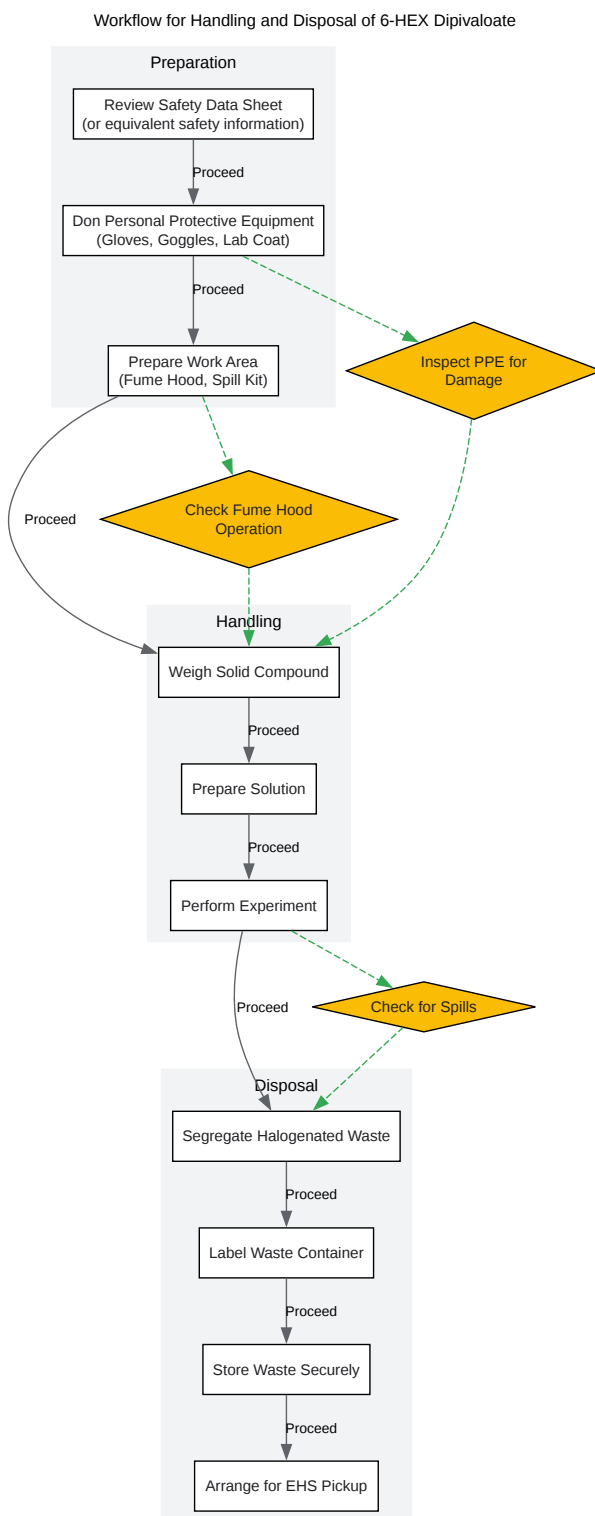 Workflow for Handling and Disposal of 6-HEX Dipivaloate
Preparation
Review Safety Data Sheet
(or equivalent safety information)
Proceed
Don Personal Protective Equipment
(Gloves, Goggles, Lab Coat)
Proceed
Prepare Work Area
(Fume Hood, Spill Kit)
Inspect PPE for
Damage
Proceed
Check Fume Hood
Operation
Handling
Weigh Solid Compound
Proceed
Prepare Solution
Proceed
Perform Experiment
Proceed
Check for Spills
Disposal
Segregate Halogenated Waste
Proceed
Label Waste Container
Proceed
Store Waste Securely
Proceed
Arrange for EHS Pickup